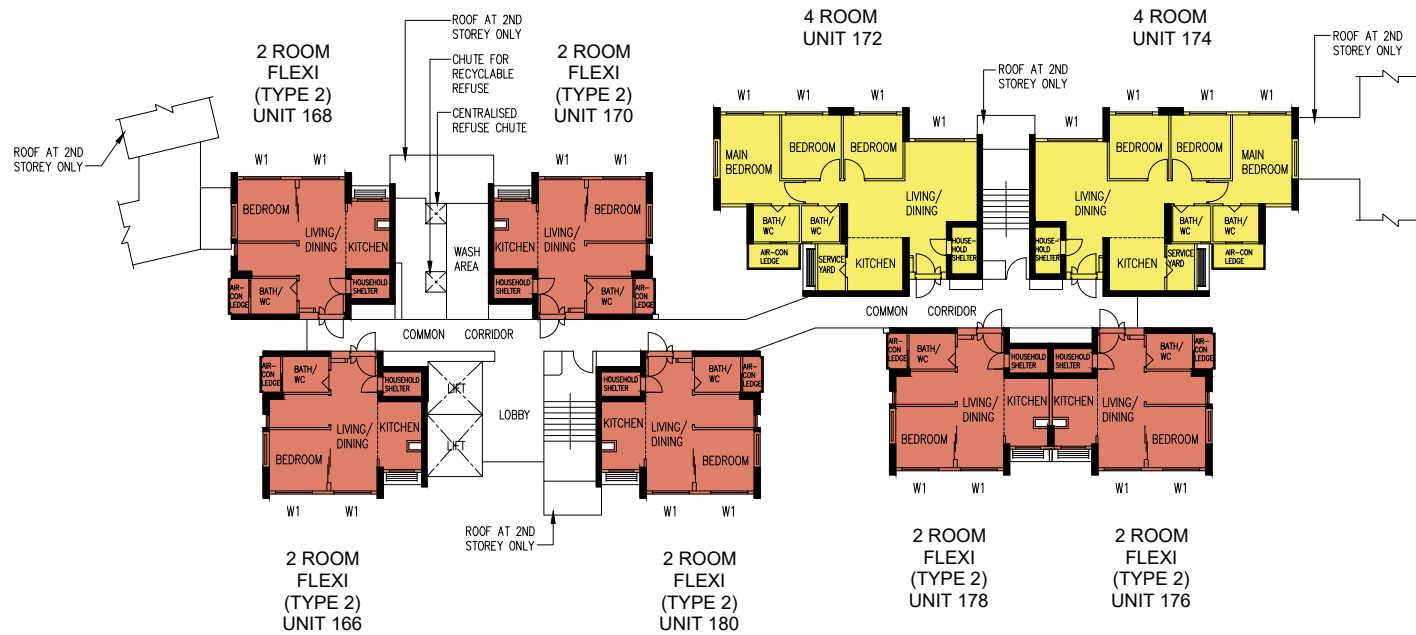 ROOF AT 2ND
STOREY ONLY
CHUTE FOR
RECYCLABLE
REFUSE
CENTRALISED
REFUSE CHUTE
2 ROOM
FLEXI
(TYPE 2)
UNIT 168
2 ROOM
FLEXI
(TYPE 2)
UNIT 170
4 ROOM
UNIT 172
4 ROOM
UNIT 174
ROOF AT 2ND
STOREY ONLY
ROOF AT 2ND
STOREY ONLY
ROOF AT 2ND
STOREY ONLY
W1
W1
BEDROOM
LIVING/
DINING
KITCHEN
HOUSEHOLD
SHELTER
BATH/
WC
AIR-
CON
LEDGE
WASH
AREA
W1
W1
KITCHEN
LIVING/
DINING
BEDROOM
HOUSEHOLD
SHELTER
BATH/
WC
AIR-
CON
LEDGE
W1
W1
W1
W1
MAIN
BEDROOM
BEDROOM
BEDROOM
LIVING/
DINING
BATH/
WC
BATH/
WC
AIR-CON
LEDGE
SERVICE
YARD
KITCHEN
HOUSE-
HOLD
SHELTER
W1
W1
W1
W1
BEDROOM
BEDROOM
MAIN
BEDROOM
LIVING/
DINING
BATH/
WC
BATH/
WC
HOUSE-
HOLD
SHELTER
KITCHEN
SERVICE
YARD
AIR-CON
LEDGE
COMMON CORRIDOR
COMMON CORRIDOR
AIR-
CON
LEDGE
BATH/
WC
HOUSEHOLD
SHELTER
LIVING/
DINING
KITCHEN
BEDROOM
W1
W1
LIFT
LIFT
LOBBY
HOUSEHOLD
SHELTER
BATH/
WC
AIR-
CON
LEDGE
KITCHEN
LIVING/
DINING
BEDROOM
W1
W1
ROOF AT 2ND
STOREY ONLY
AIR-
CON
LEDGE
BATH/
WC
HOUSEHOLD
SHELTER
LIVING/
DINING
KITCHEN
BEDROOM
W1
W1
HOUSEHOLD
SHELTER
BATH/
WC
AIR-
CON
LEDGE
KITCHEN
LIVING/
DINING
BEDROOM
W1
W1
2 ROOM
FLEXI
(TYPE 2)
UNIT 166
2 ROOM
FLEXI
(TYPE 2)
UNIT 180
2 ROOM
FLEXI
(TYPE 2)
UNIT 178
2 ROOM
FLEXI
(TYPE 2)
UNIT 176